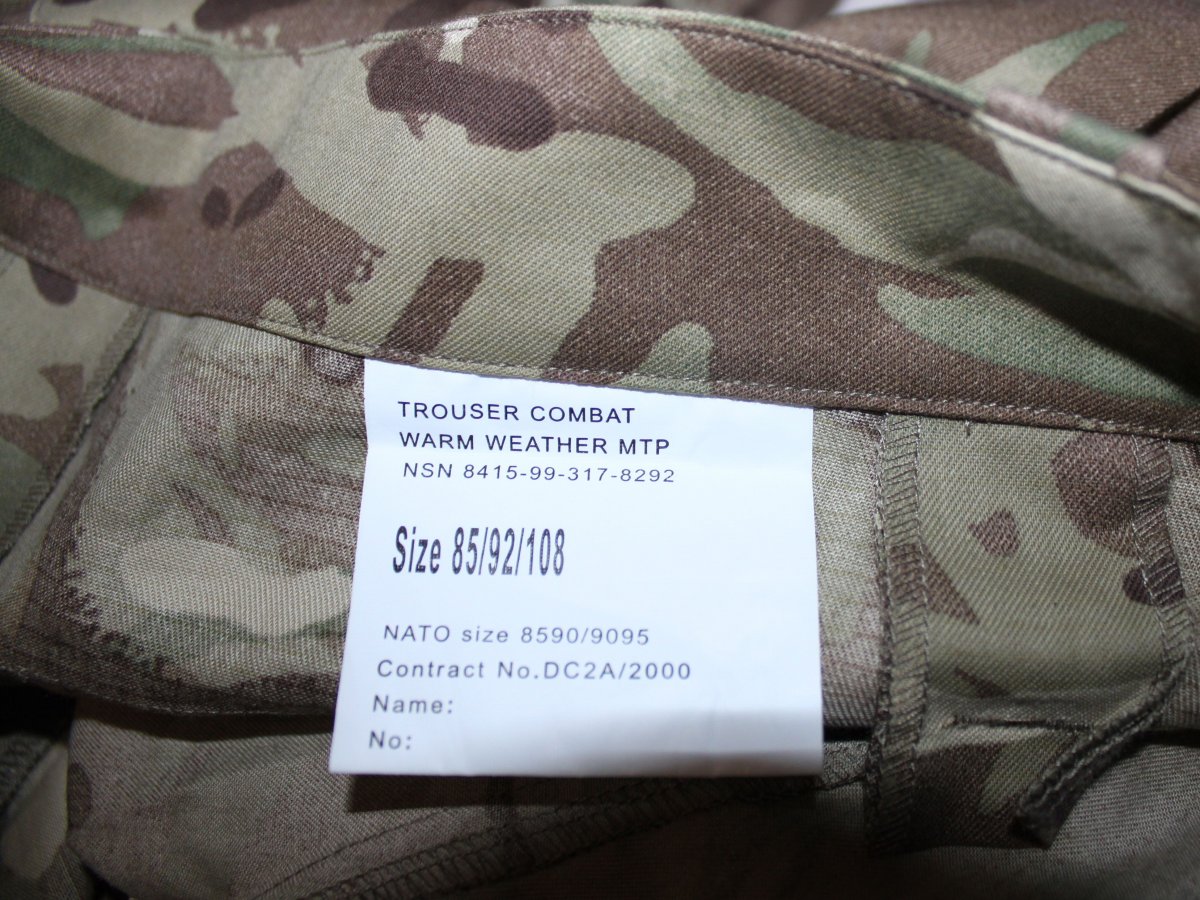 TROUSER COMBAT
WARM WEATHER MTP
NSN 8415-99-317-8292
Size 85/92/108
NATO size 8590/9095
Contract No.DC2A/2000
Name:
No: